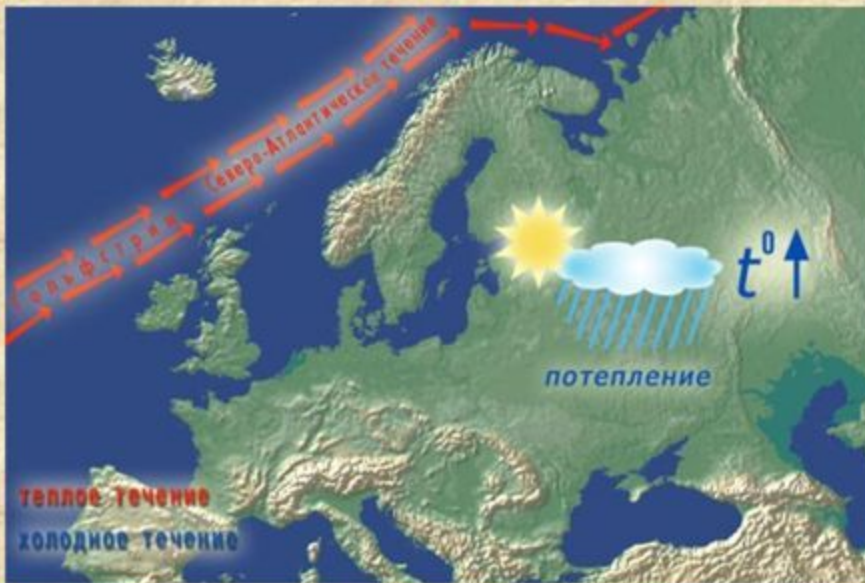 Северо-Атлантическое течение
Гольфстрим
t⁰
потепление
теплое течение
холодное течение